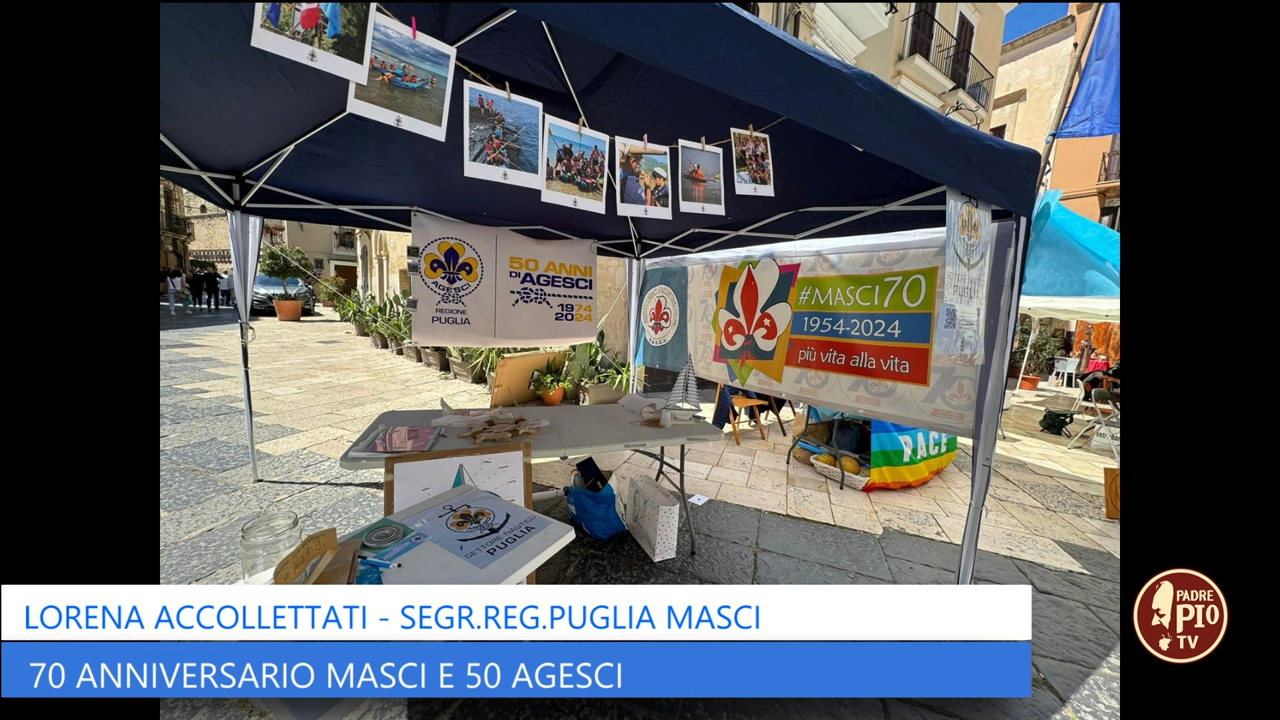 AGESCI
REGIONE
PUGLIA
50 ANNI
DI AGESCI
1974
2024
#MASCI70
1954-2024
più vita alla vita
PUGLIA
PACE
SETTORE NAUTICO
PUGLIA
PADRE
PIO
TV
LORENA ACCOLLETTATI - SEGR.REG.PUGLIA MASCI
70 ANNIVERSARIO MASCI E 50 AGESCI